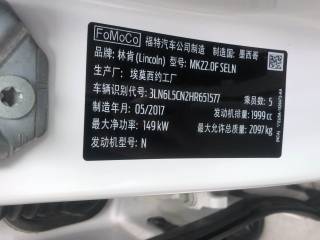 FoMoCo 福特汽车公司制造 制造国：墨西哥
品牌：林肯(Lincoln) 型号：MKZ2.0F SELN
生产厂：埃莫西约工厂
车辆识别代号：3LN6L5CN2HR651577 乘员数：5
制造年月：05/2017 发动机排量：1999 cc
最大净功率：149 kW 最大允许总质量：2097kg
发动机型号：N